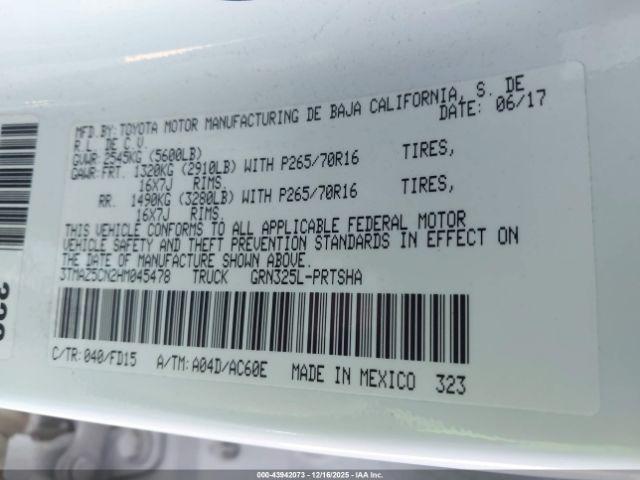 MFD.BY:TOYOTA MOTOR MANUFACTURING DE BAJA CALIFORNIA, S. DE
R.L. DE C.V. DATE: 06/17
GVWR:2545KG (5600LB)
GAWR:FRT. 1320KG (2910LB) WITH P265/70R16 TIRES,
16X7J RIMS,
RR. 1490KG (3280LB) WITH P265/70R16 TIRES,
16X7J RIMS,
THIS VEHICLE CONFORMS TO ALL APPLICABLE FEDERAL MOTOR
VEHICLE SAFETY AND THEFT PREVENTION STANDARDS IN EFFECT ON
THE DATE OF MANUFACTURE SHOWN ABOVE.
3TMAZ5CN2HM045478 TRUCK GRN325L-PRTSHA
C/TR:040/FD15 A/TM:A04D/AC60E MADE IN MEXICO 323
000-43942073 - 12/16/2025 - IAAI.COM